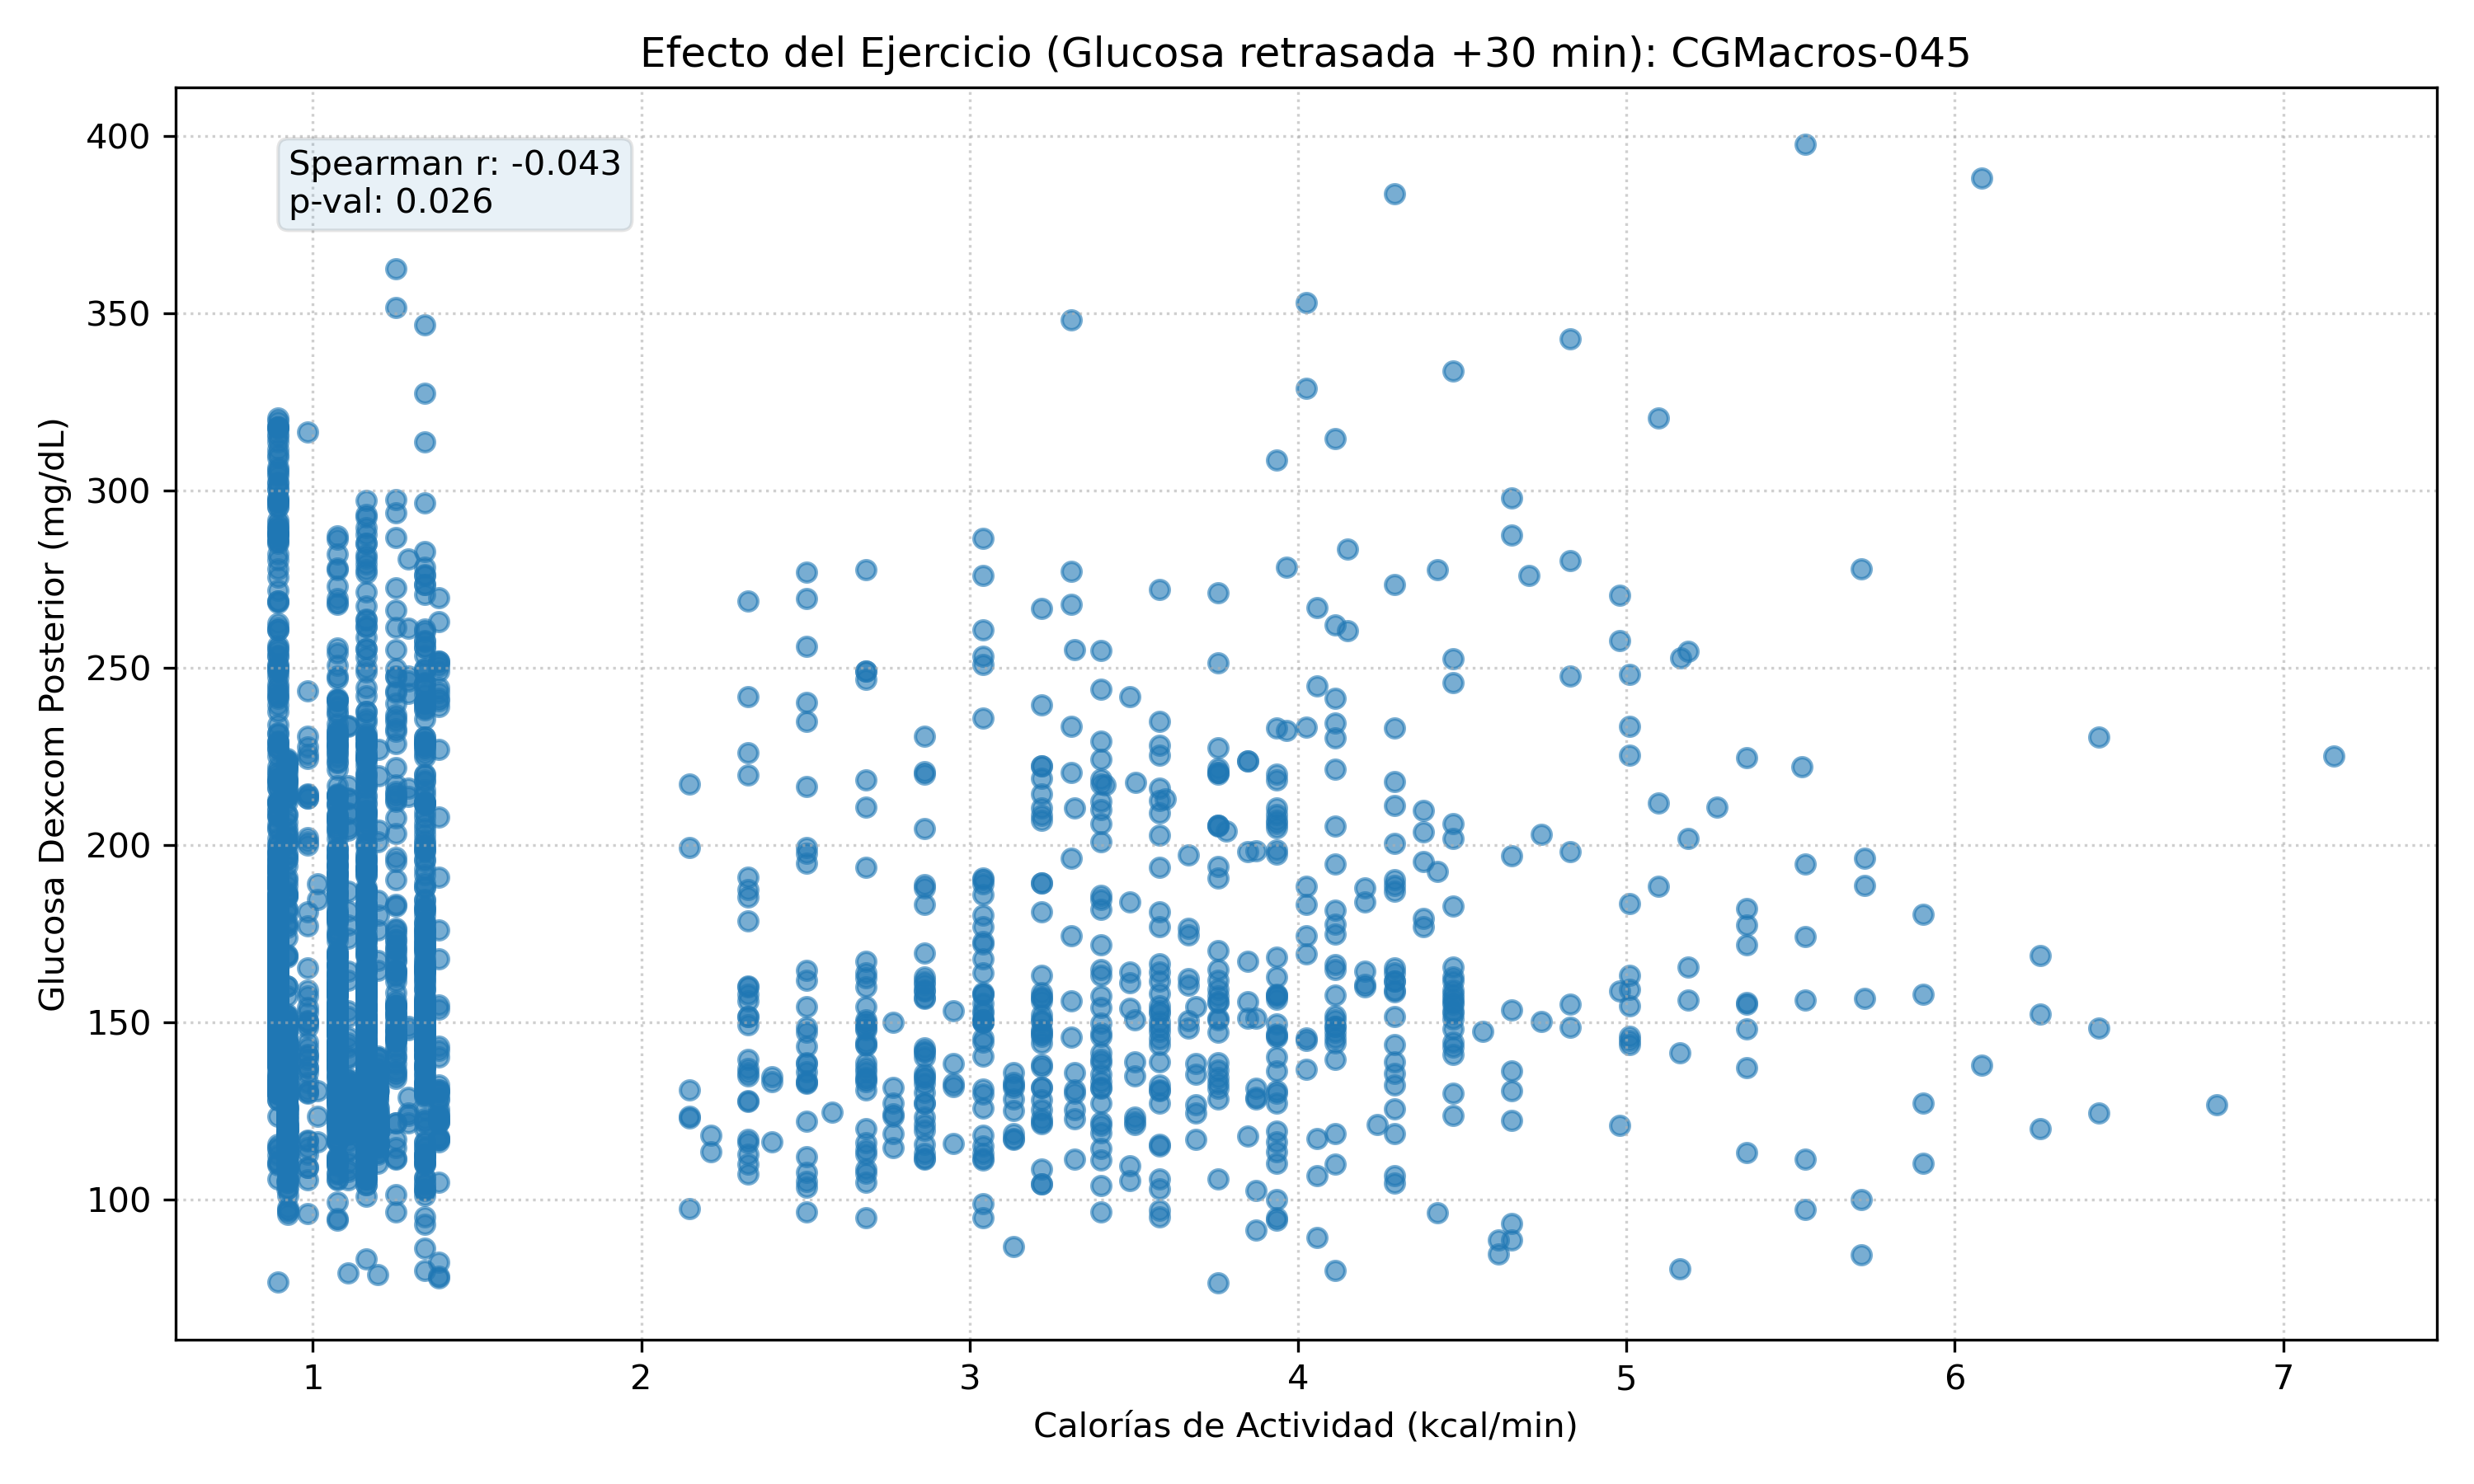 Efecto del Ejercicio (Glucosa retrasada +30 min): CGMacros-045
Spearman r: -0.043
p-val: 0.026
Glucosa Dexcom Posterior (mg/dL)
400
350
300
250
200
150
100
1 2 3 4 5 6 7
Calorías de Actividad (kcal/min)